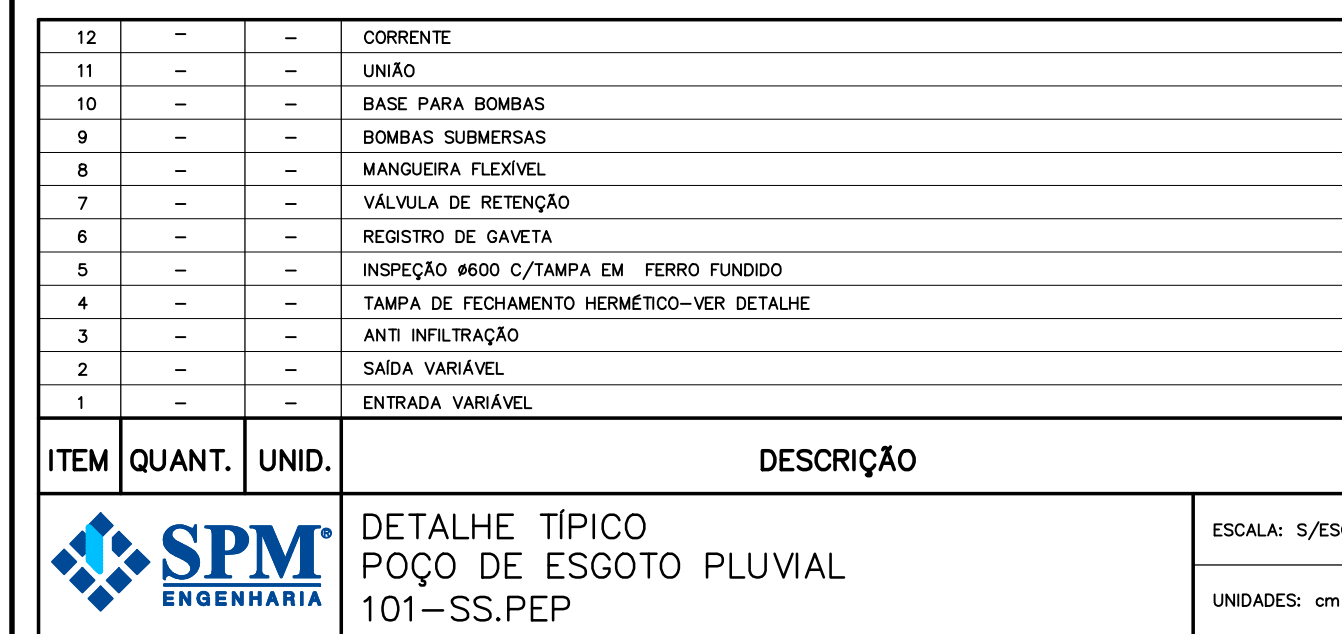 12 – – CORRENTE
11 – – UNIÃO
10 – – BASE PARA BOMBAS
9 – – BOMBAS SUBMERSAS
8 – – MANGUEIRA FLEXÍVEL
7 – – VÁLVULA DE RETENÇÃO
6 – – REGISTRO DE GAVETA
5 – – INSPEÇÃO ø600 C/TAMPA EM FERRO FUNDIDO
4 – – TAMPA DE FECHAMENTO HERMÉTICO–VER DETALHE
3 – – ANTI INFILTRAÇÃO
2 – – SAÍDA VARIÁVEL
1 – – ENTRADA VARIÁVEL
ITEM QUANT. UNID. DESCRIÇÃO
SPM®
ENGENHARIA
DETALHE TÍPICO
POÇO DE ESGOTO PLUVIAL
101–SS.PEP
ESCALA: S/ES
UNIDADES: cm